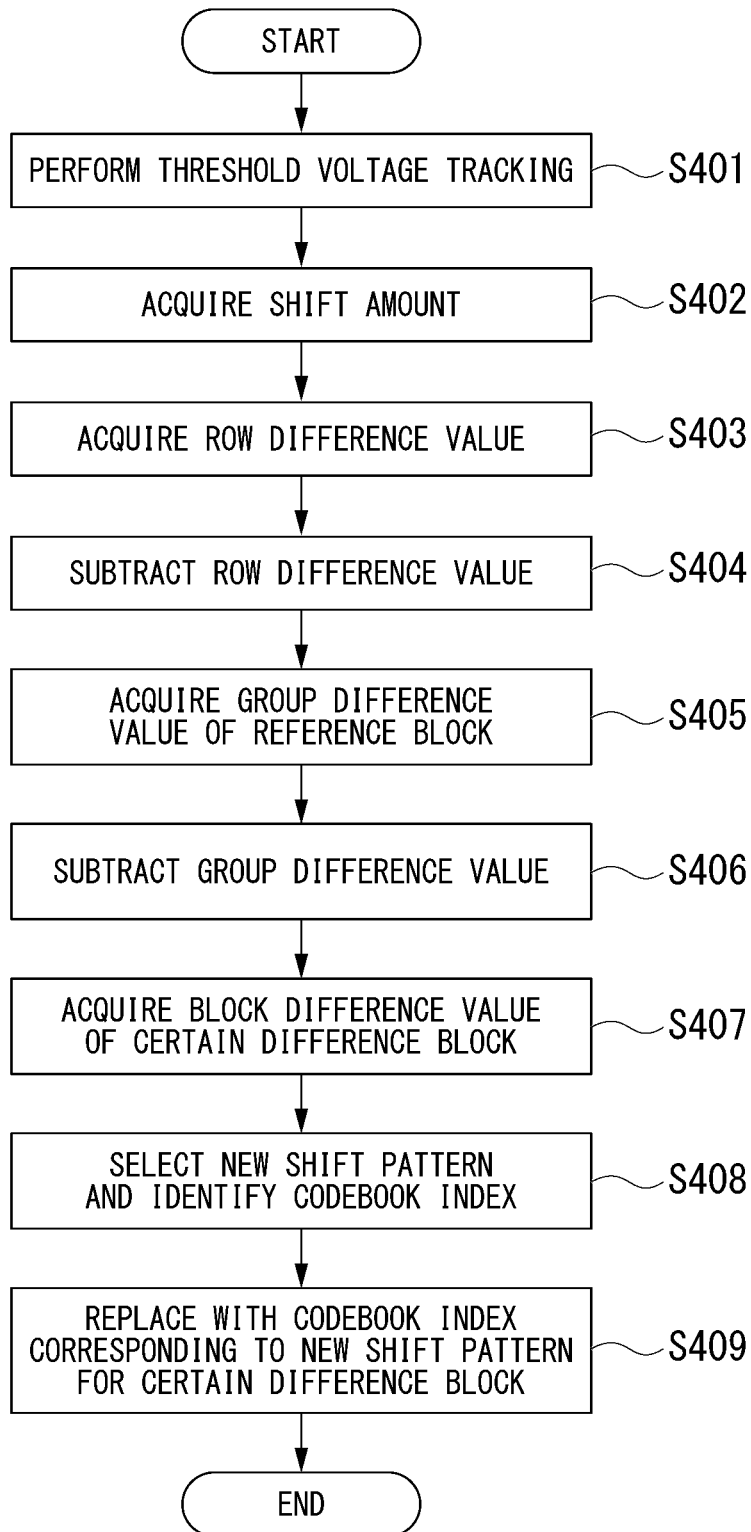 START
PERFORM THRESHOLD VOLTAGE TRACKING
S401
ACQUIRE SHIFT AMOUNT
S402
ACQUIRE ROW DIFFERENCE VALUE
S403
SUBTRACT ROW DIFFERENCE VALUE
S404
ACQUIRE GROUP DIFFERENCE
VALUE OF REFERENCE BLOCK
S405
SUBTRACT GROUP DIFFERENCE VALUE
S406
ACQUIRE BLOCK DIFFERENCE VALUE
OF CERTAIN DIFFERENCE BLOCK
S407
SELECT NEW SHIFT PATTERN
AND IDENTIFY CODEBOOK INDEX
S408
REPLACE WITH CODEBOOK INDEX
CORRESPONDING TO NEW SHIFT PATTERN
FOR CERTAIN DIFFERENCE BLOCK
S409
END